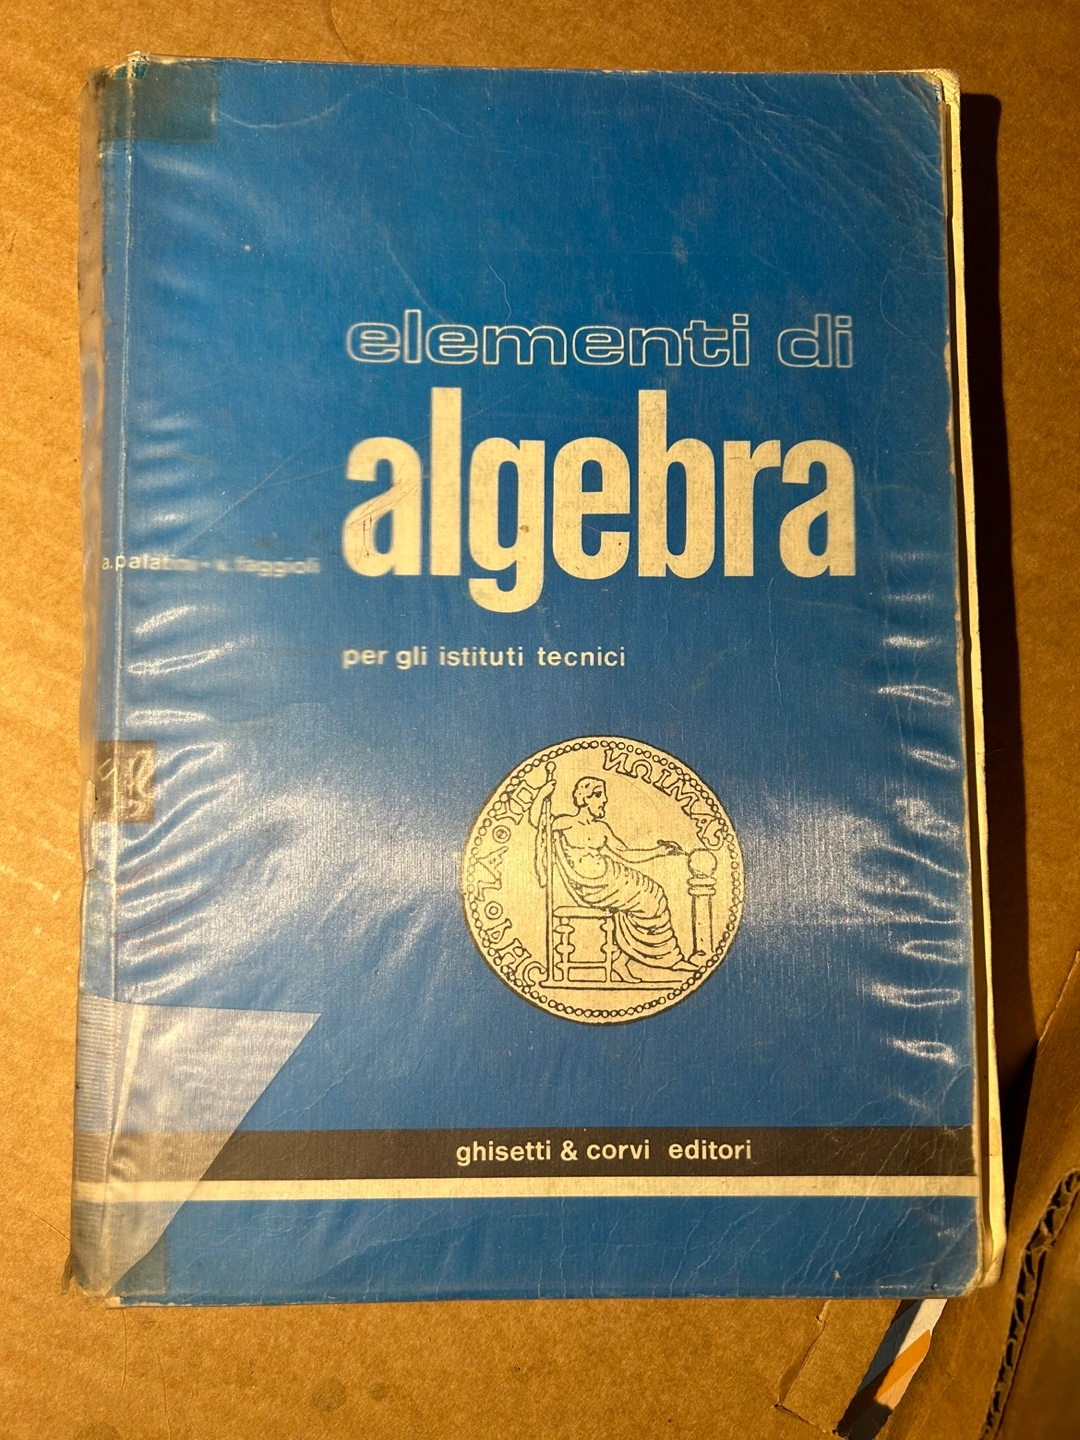 elementi di
algebra
a.palatini - v.faggioli
per gli istituti tecnici
ghisetti & corvi editori